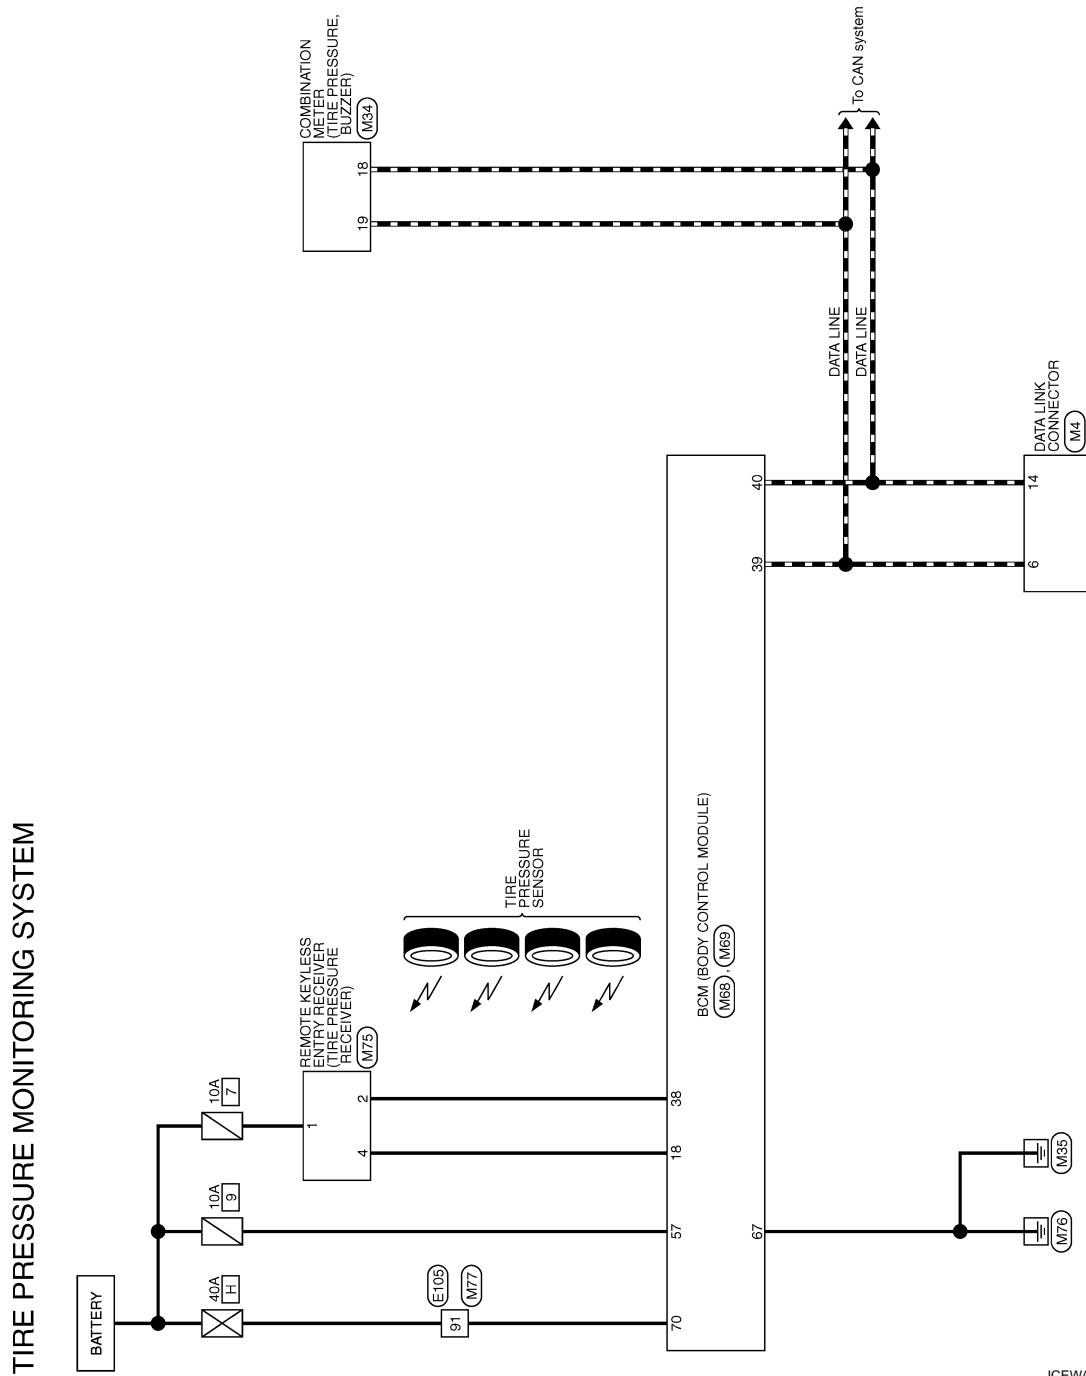 TIRE PRESSURE MONITORING SYSTEM
BATTERY
40A
H
10A
9
10A
7
E105
91
M77
REMOTE KEYLESS
ENTRY RECEIVER
(TIRE PRESSURE
RECEIVER)
M75
1
4
2
TIRE
PRESSURE
SENSOR
COMBINATION
METER
(TIRE PRESSURE,
BUZZER)
M34
19
18
70
57
18
38
BCM (BODY CONTROL MODULE)
M68 , M69
67
39
40
DATA LINE
DATA LINE
To CAN system
M76
M35
6
14
DATA LINK
CONNECTOR
M4